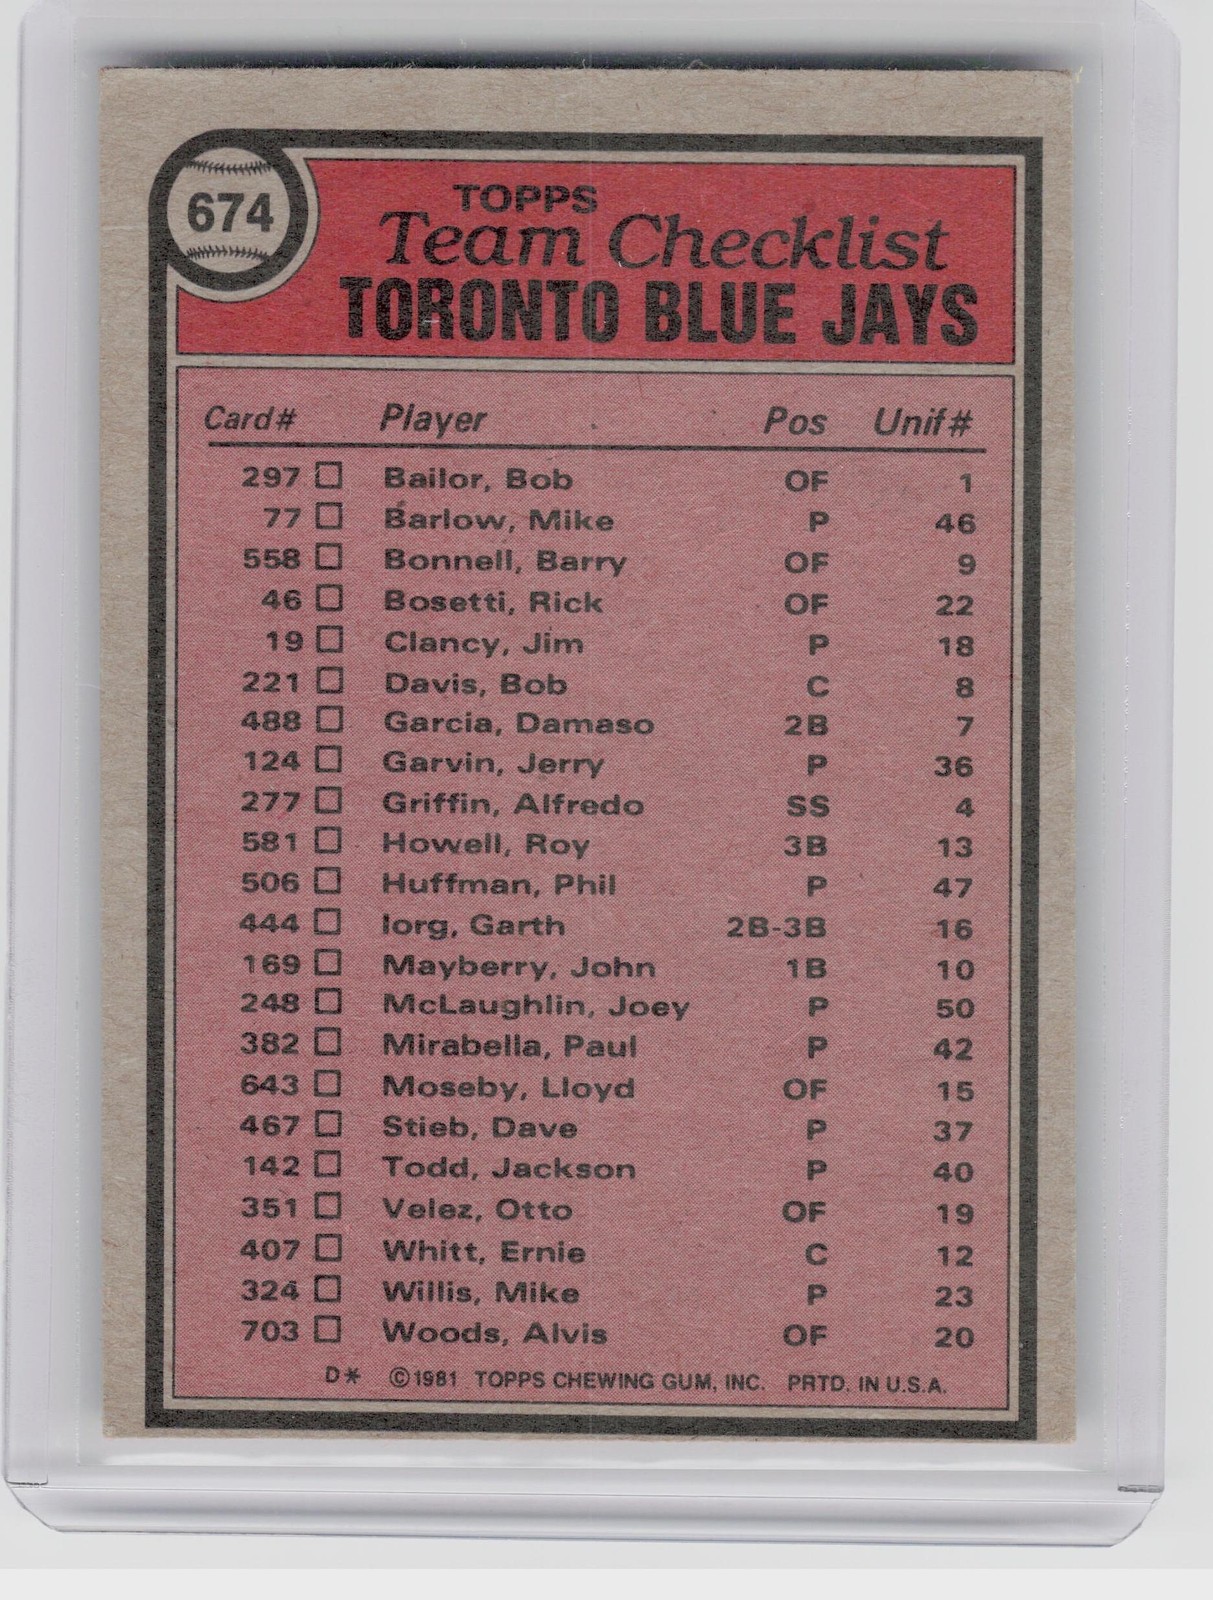 674
TOPPS
Team Checklist
TORONTO BLUE JAYS
Card# Player Pos Unif#
297 □ Bailor, Bob OF 1
77 □ Barlow, Mike P 46
558 □ Bonnell, Barry OF 9
46 □ Bosetti, Rick OF 22
19 □ Clancy, Jim P 18
221 □ Davis, Bob C 8
488 □ Garcia, Damaso 2B 7
124 □ Garvin, Jerry P 36
277 □ Griffin, Alfredo SS 4
581 □ Howell, Roy 3B 13
506 □ Huffman, Phil P 47
444 □ Iorg, Garth 2B-3B 16
169 □ Mayberry, John 1B 10
248 □ McLaughlin, Joey P 50
382 □ Mirabella, Paul P 42
643 □ Moseby, Lloyd OF 15
467 □ Stieb, Dave P 37
142 □ Todd, Jackson P 40
351 □ Velez, Otto OF 19
407 □ Whitt, Ernie C 12
324 □ Willis, Mike P 23
703 □ Woods, Alvis OF 20
D* ©1981 TOPPS CHEWING GUM, INC. PRTD. IN U.S.A.